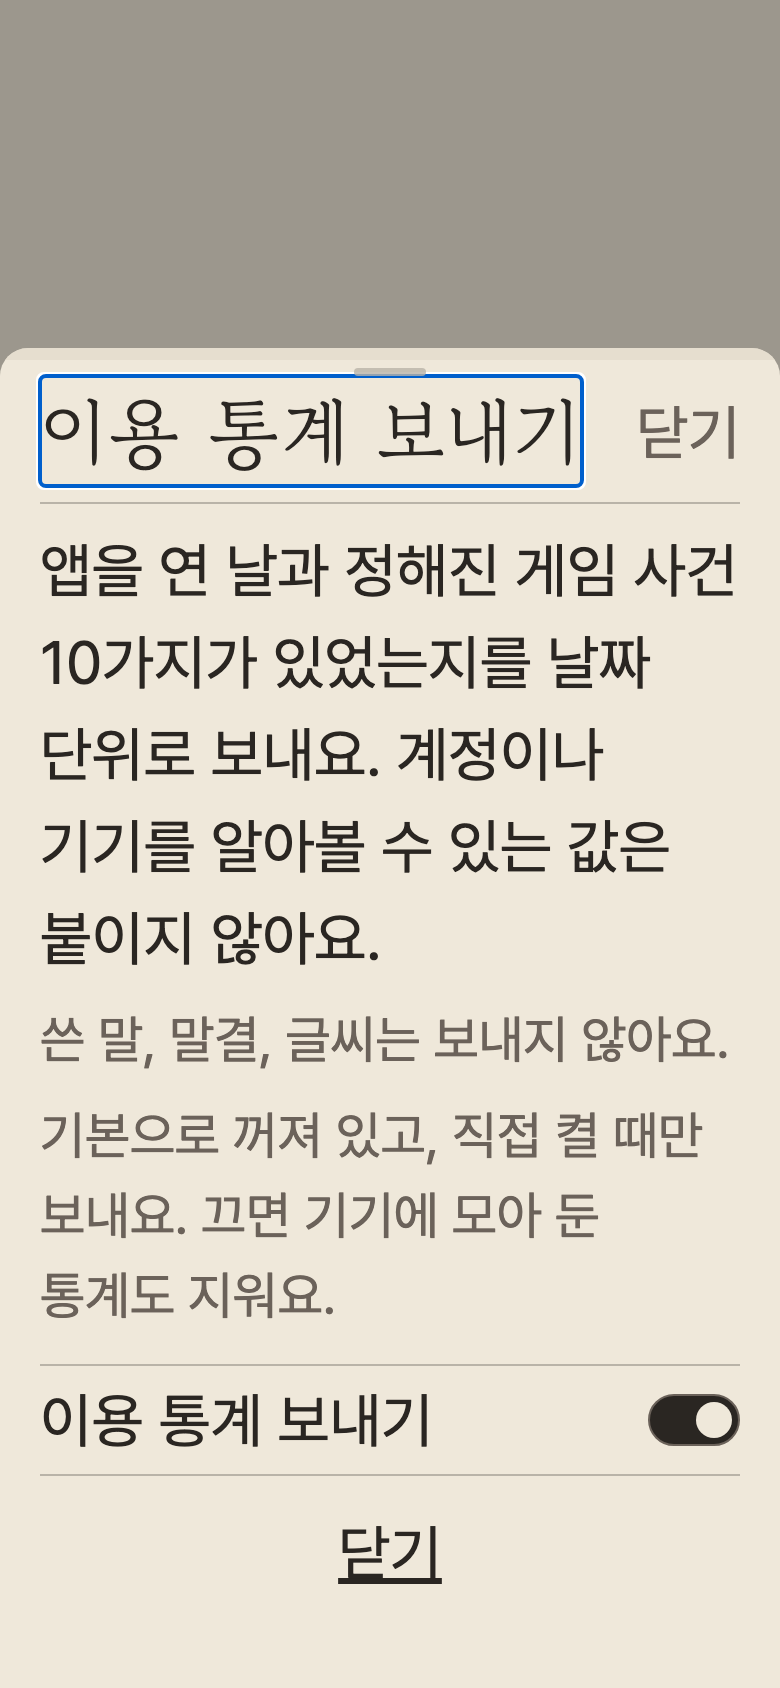 이용 통계 보내기
닫기
앱을 연 날과 정해진 게임 사건
10가지가 있었는지를 날짜
단위로 보내요. 계정이나
기기를 알아볼 수 있는 값은
붙이지 않아요.
쓴 말, 말결, 글씨는 보내지 않아요.
기본으로 꺼져 있고, 직접 켤 때만
보내요. 끄면 기기에 모아 둔
통계도 지워요.
이용 통계 보내기
닫기